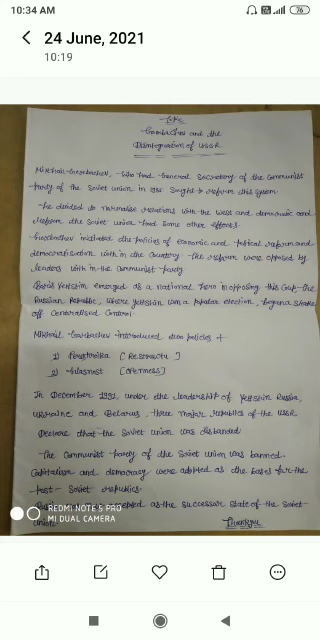 10:34 AM
76
24 June, 2021
10:19
Topic
Gorbachev and the
Disintegration of USSR
Mikhail Gorbachev, who had General Secretary of the Communist
Party of the Soviet union in 1985 Sought to reform this system
he decided to normalise relations with the West and democratic and
reform the Soviet union had some other effects.
Gorbachev initiated the policies of economic and political reform and
democratisation with in the country the reform were opposed by
leaders with in the Communist party
Boris Yeltsin emerged as a national hero in opposing this Coup the
Russian Republic, where Yeltsin won a popular election, began shake
off Centralised Control.
Mikhail Gorbachev introduced two policies
1)
2) Glasnost (openness)
In December 1991, under the leadership of Yeltsin Russia,
Ukraine and Belarus, three major republics of the USSR
Declare that the Soviet union was disbanded
The Communist party of the Soviet union was banned.
Capitalism and democracy were adopted as the bases for the
post-Soviet republics.
accepted as the successor state of the Soviet
union
Thankyou
REDMI NOTE 5 PRO
MI DUAL CAMERA